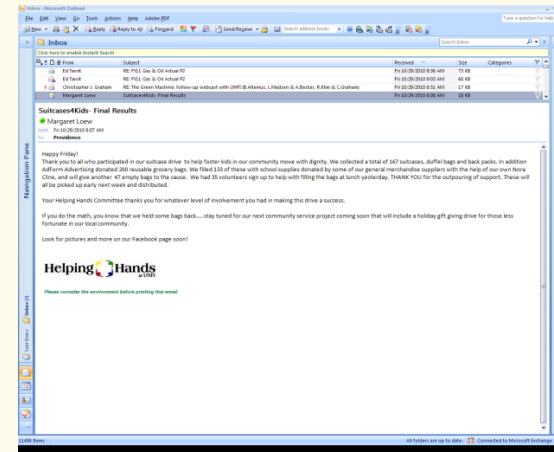 Inbox - Microsoft Outlook
File Edit View Go Tools Actions Help Adobe PDF
Type a question for help
New Reply Reply to All Forward Send/Receive Search address books
Inbox
Search Inbox
Click here to enable Instant Search
From Subject Received Size Categories
Ed Tarvit RE: FY11 Gas & Oil Actual P2 Fri 10/29/2010 9:06 AM 73 KB
Ed Tarvit RE: FY11 Gas & Oil Actual P2 Fri 10/29/2010 9:03 AM 68 KB
Christopher J. Graham RE: The Green Machine: Follow-up webcast with UNFI (B.Artemus, L.Madsen & A.Bestor, R.Klim & C.Graham) Fri 10/29/2010 8:51 AM 17 KB
Margaret Loew Suitcases4Kids- Final Results Fri 10/29/2010 8:08 AM 18 KB
Suitcases4Kids- Final Results
Margaret Loew
Sent: Fri 10/29/2010 8:07 AM
To: Providence
Happy Friday!
Thank you to all who participated in our suitcase drive to help foster kids in our community move with dignity. We collected a total of 167 suitcases, duffel bags and back packs. In addition
AdForm Advertising donated 200 reusable grocery bags. We filled 133 of these with school supplies donated by some of our general merchandise suppliers with the help of our own Nora
Cline, and will give another 47 empty bags to the cause. We had 35 volunteers sign up to help with filling the bags at lunch yesterday. THANK YOU for the outpouring of support. These will
all be picked up early next week and distributed.
Your Helping Hands Committee thanks you for whatever level of involvement you had in making this drive a success.
If you do the math, you know that we held some bags back.....stay tuned for our next community service project coming soon that will include a holiday gift giving drive for those less
fortunate in our local community.
Look for pictures and more on our Facebook page soon!
Helping Hands
at UNFI
Please consider the environment before printing this email.
Navigation Pane
Inbox
11498 Items
All folders are up to date. Connected to Microsoft Exchange